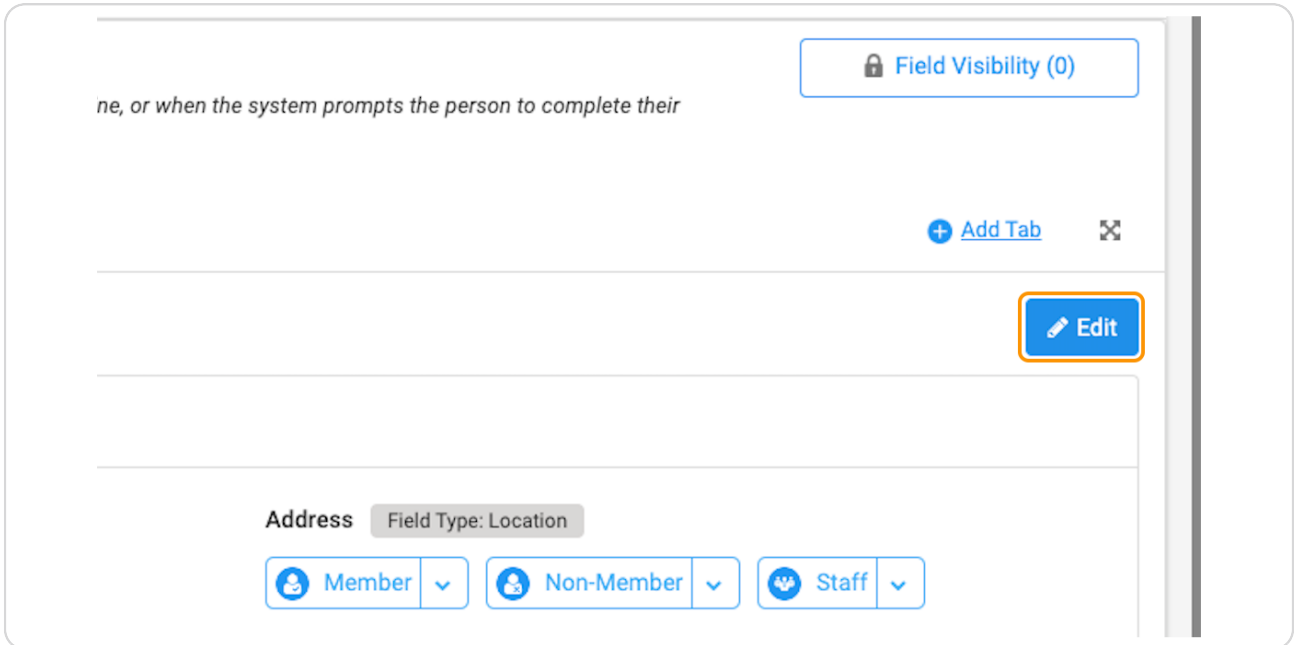 Field Visibility (0)
ne, or when the system prompts the person to complete their
Add Tab
Edit
Address Field Type: Location
Member Non-Member Staff